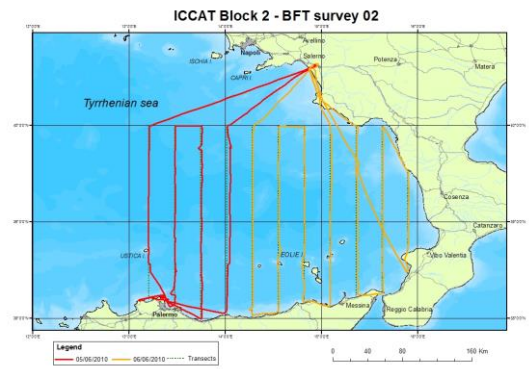 ICCAT Block 2 - BFT survey 02
Avellino
Napoli
Salerno
ISCHIA I
CAPRI I
Potenza
Matera
Tyrrhenian sea
Cosenza
Catanzaro
USTICA I
EOLIE I
Vibo Valentia
Messina
Reggio Calabria
Palermo
Legend
05/06/2010
06/06/2010
Transects
0 40 80 160 Km